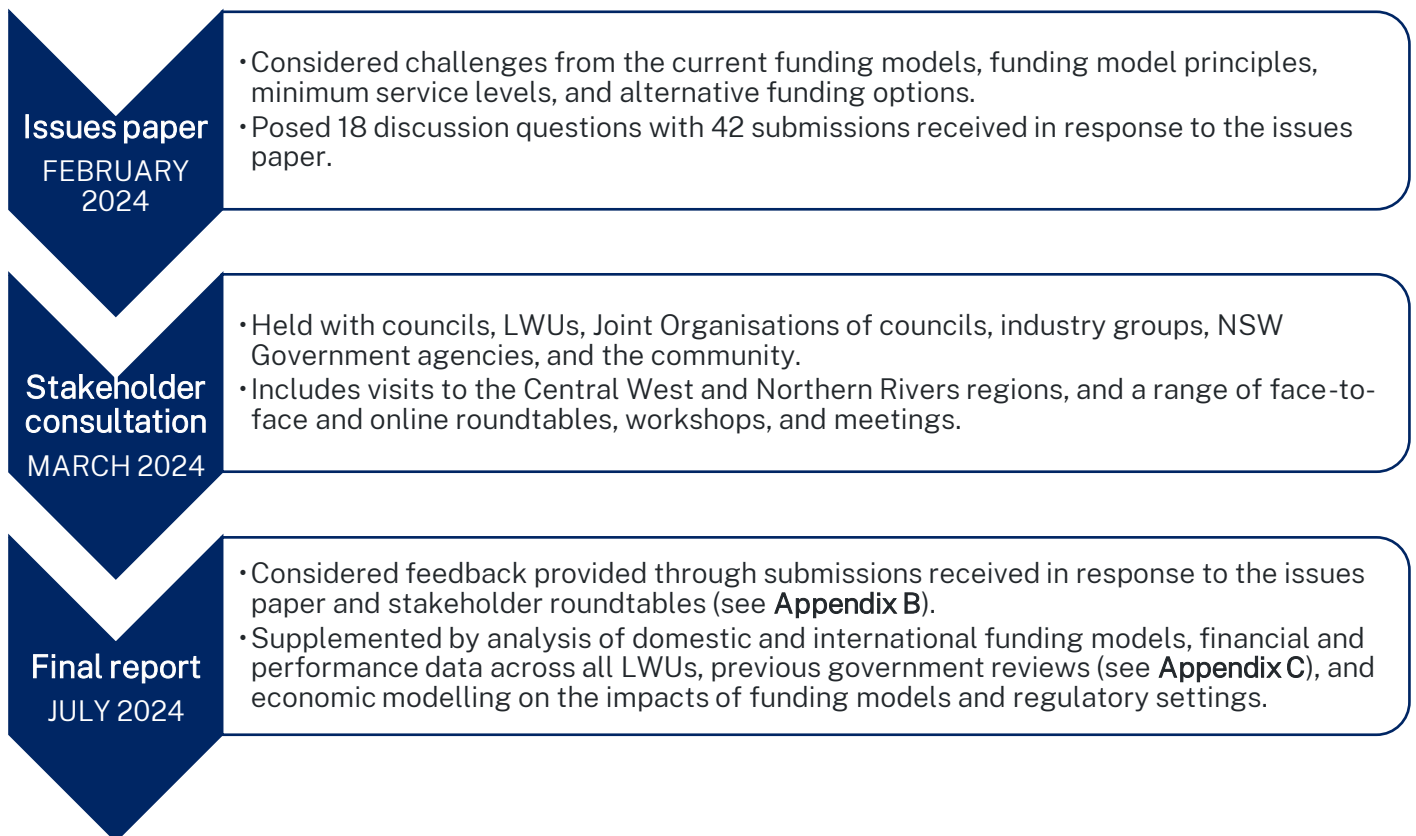 Issues paper
FEBRUARY
2024
•Considered challenges from the current funding models, funding model principles,
minimum service levels, and alternative funding options.
•Posed 18 discussion questions with 42 submissions received in response to the issues
paper.
Stakeholder
consultation
MARCH 2024
•Held with councils, LWUs, Joint Organisations of councils, industry groups, NSW
Government agencies, and the community.
•Includes visits to the Central West and Northern Rivers regions, and a range of face-to-
face and online roundtables, workshops, and meetings.
Final report
JULY 2024
•Considered feedback provided through submissions received in response to the issues
paper and stakeholder roundtables (see Appendix B).
•Supplemented by analysis of domestic and international funding models, financial and
performance data across all LWUs, previous government reviews (see Appendix C), and
economic modelling on the impacts of funding models and regulatory settings.